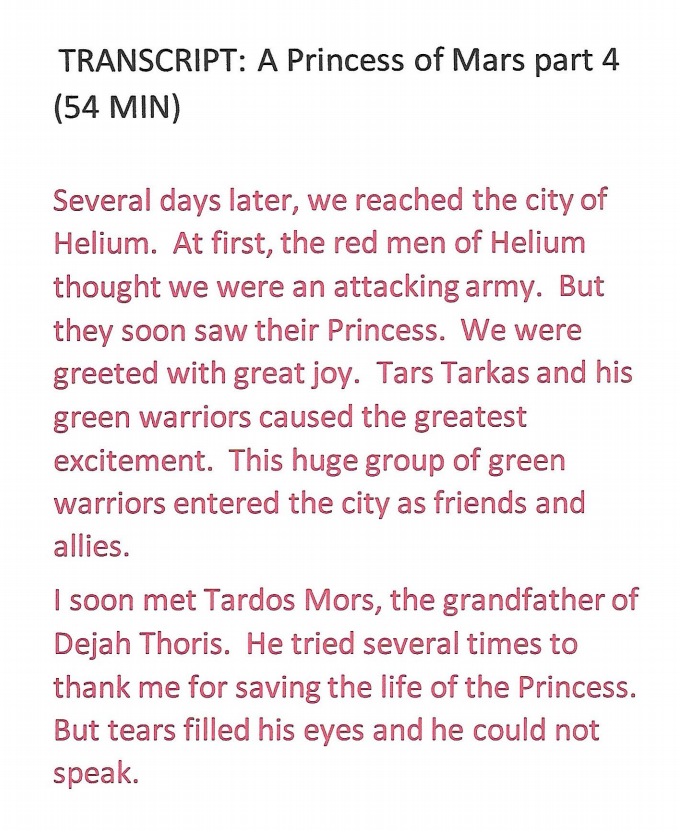 TRANSCRIPT: A Princess of Mars part 4
(54 MIN)
Several days later, we reached the city of
Helium. At first, the red men of Helium
thought we were an attacking army. But
they soon saw their Princess. We were
greeted with great joy. Tars Tarkas and his
green warriors caused the greatest
excitement. This huge group of green
warriors entered the city as friends and
allies.
I soon met Tardos Mors, the grandfather of
Dejah Thoris. He tried several times to
thank me for saving the life of the Princess.
But tears filled his eyes and he could not
speak.